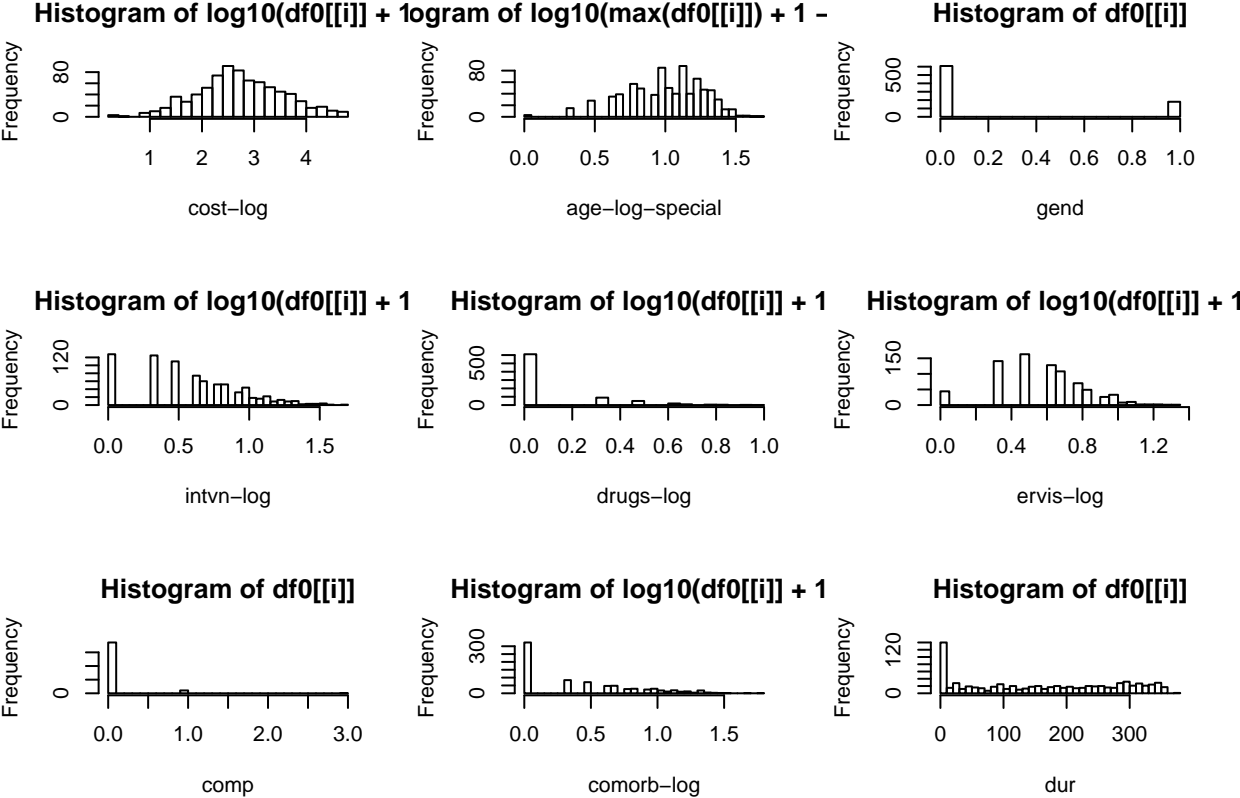 Histogram of log10(df0[[i]] + 1
ogram of log10(max(df0[[i]]) + 1 −
Histogram of df0[[i]]
Frequency
0 80
1 2 3 4
cost−log
Frequency
0 80
0.0 0.5 1.0 1.5
age−log−special
Frequency
0 500
0.0 0.2 0.4 0.6 0.8 1.0
gend
Histogram of log10(df0[[i]] + 1
Histogram of log10(df0[[i]] + 1
Histogram of log10(df0[[i]] + 1
Frequency
0 120
0.0 0.5 1.0 1.5
intvn−log
Frequency
0 500
0.0 0.2 0.4 0.6 0.8 1.0
drugs−log
Frequency
0 150
0.0 0.4 0.8 1.2
ervis−log
Histogram of df0[[i]]
Histogram of log10(df0[[i]] + 1
Histogram of df0[[i]]
Frequency
0
0.0 1.0 2.0 3.0
comp
Frequency
0 300
0.0 0.5 1.0 1.5
comorb−log
Frequency
0 120
0 100 200 300
dur